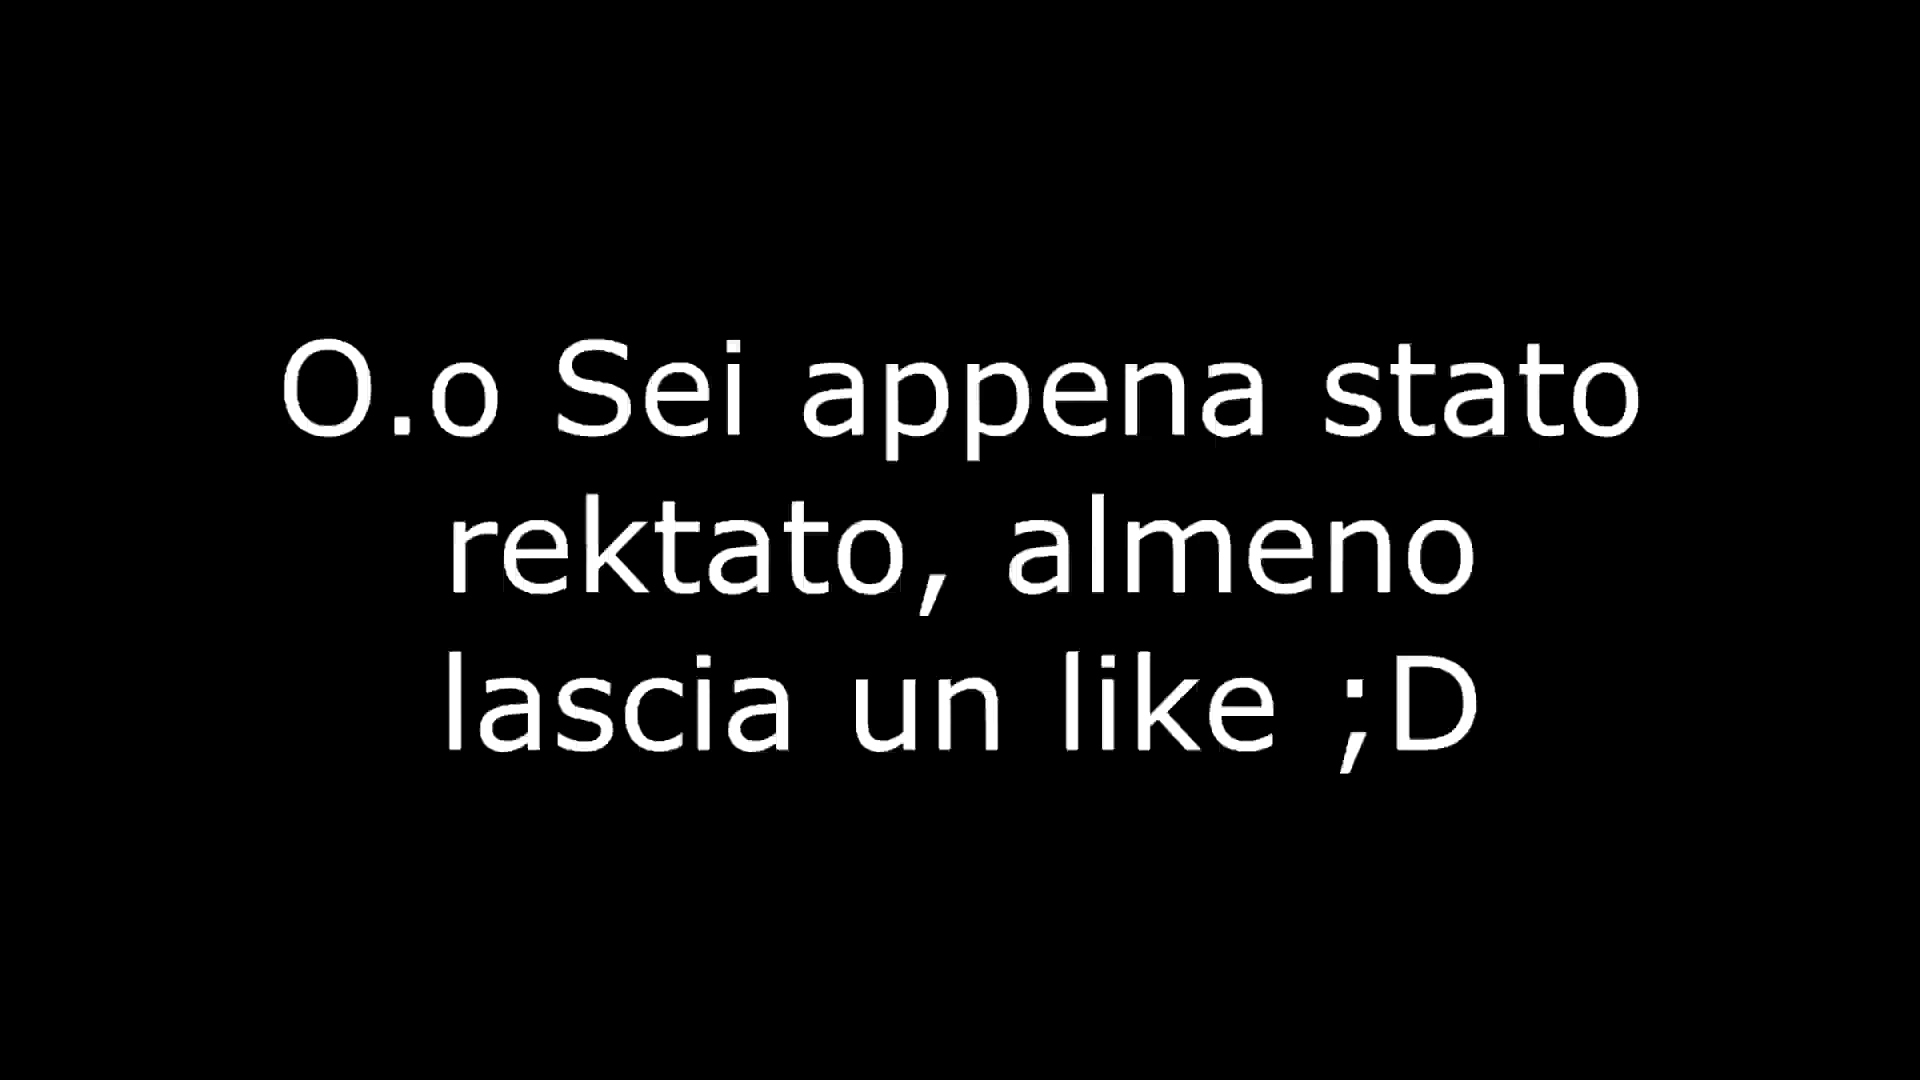 O.o Sei appena stato
rektato, almeno
lascia un like ;D